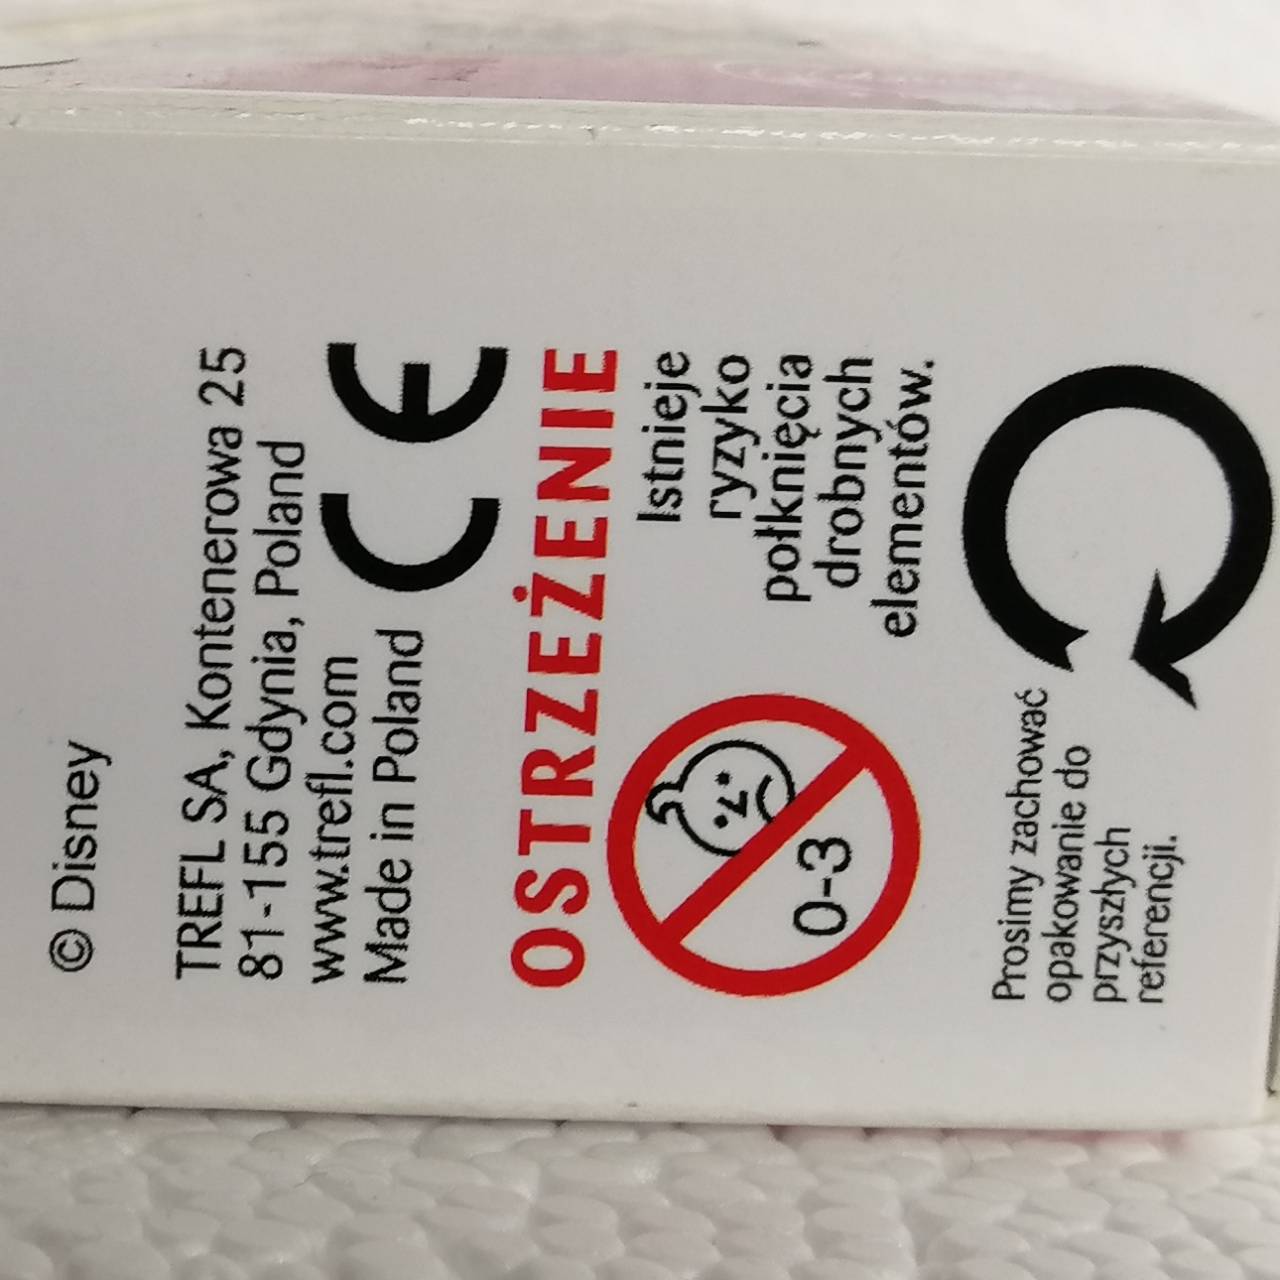 © Disney
TREFL SA, Kontenerowa 25
81-155 Gdynia, Poland
www.trefl.com
Made in Poland CE
OSTRZEŻENIE
0-3
Istnieje
ryzyko
połknięcia
drobnych
elementów.
Prosimy zachować
opakowanie do
przyszłych
referencji.